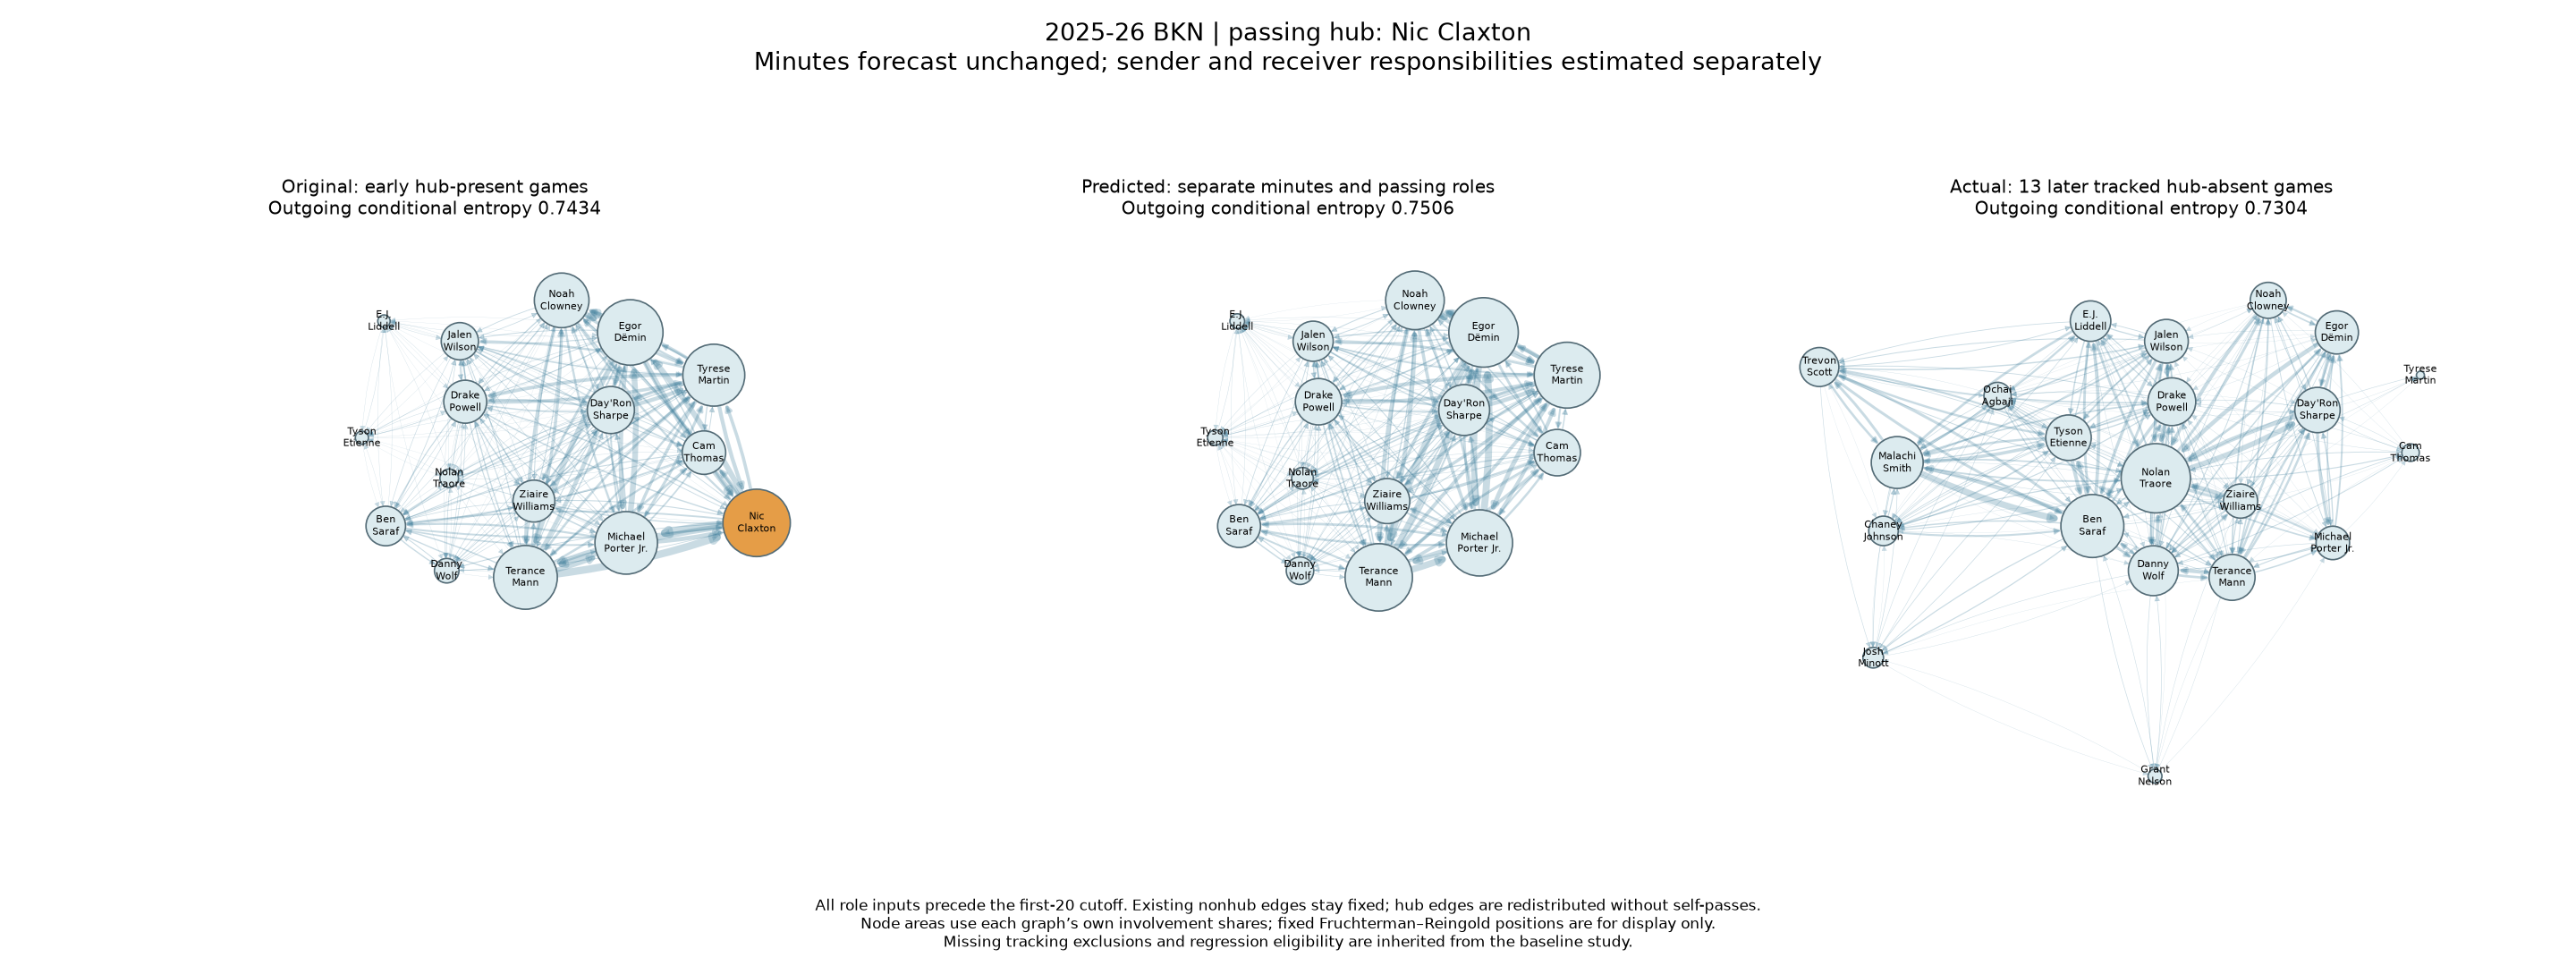 2025-26 BKN | passing hub: Nic Claxton
Minutes forecast unchanged; sender and receiver responsibilities estimated separately
Original: early hub-present games
Outgoing conditional entropy 0.7434
Noah
Clowney
E.J.
Liddell
Egor
Dëmin
Jalen
Wilson
Tyrese
Martin
Drake
Powell
Day'Ron
Sharpe
Tyson
Etienne
Cam
Thomas
Nolan
Traore
Ziaire
Williams
Nic
Claxton
Ben
Saraf
Michael
Porter Jr.
Danny
Wolf
Terance
Mann
Predicted: separate minutes and passing roles
Outgoing conditional entropy 0.7506
Noah
Clowney
E.J.
Liddell
Egor
Dëmin
Jalen
Wilson
Tyrese
Martin
Drake
Powell
Day'Ron
Sharpe
Tyson
Etienne
Cam
Thomas
Nolan
Traore
Ziaire
Williams
Ben
Saraf
Michael
Porter Jr.
Danny
Wolf
Terance
Mann
Actual: 13 later tracked hub-absent games
Outgoing conditional entropy 0.7304
Noah
Clowney
E.J.
Liddell
Egor
Dëmin
Jalen
Wilson
Trevon
Scott
Tyrese
Martin
Ochai
Agbaji
Drake
Powell
Day'Ron
Sharpe
Tyson
Etienne
Cam
Thomas
Malachi
Smith
Nolan
Traore
Ziaire
Williams
Chaney
Johnson
Ben
Saraf
Michael
Porter Jr.
Danny
Wolf
Terance
Mann
Josh
Minott
Grant
Nelson
All role inputs precede the first-20 cutoff. Existing nonhub edges stay fixed; hub edges are redistributed without self-passes.
Node areas use each graph’s own involvement shares; fixed Fruchterman–Reingold positions are for display only.
Missing tracking exclusions and regression eligibility are inherited from the baseline study.